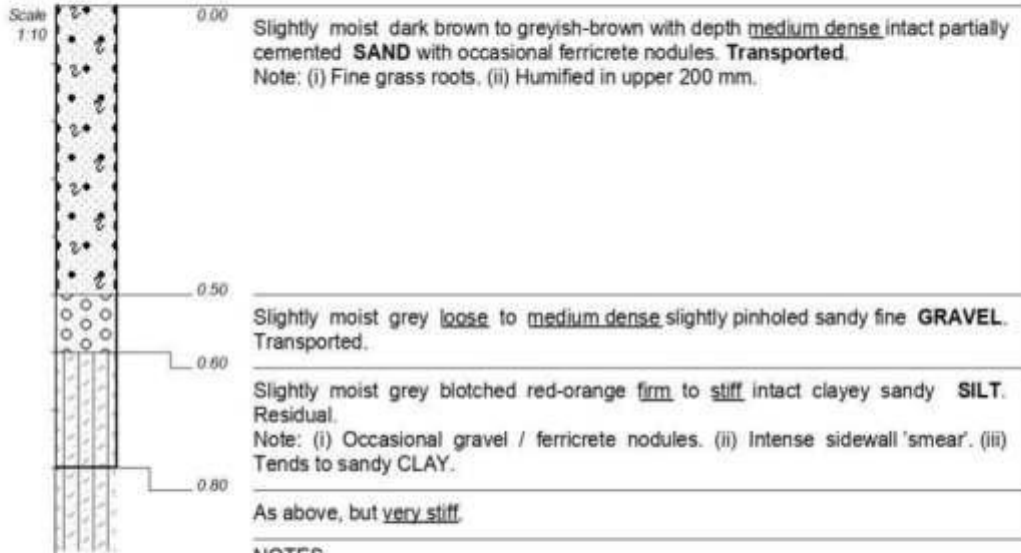 Scale
1:10
0.00
Slightly moist dark brown to greyish-brown with depth medium dense intact partially
cemented SAND with occasional ferricrete nodules. Transported.
Note: (i) Fine grass roots. (ii) Humified in upper 200 mm.
0.50
Slightly moist grey loose to medium dense slightly pinholed sandy fine GRAVEL.
Transported.
0.60
Slightly moist grey blotched red-orange firm to stiff intact clayey sandy SILT.
Residual.
Note: (i) Occasional gravel / ferricrete nodules. (ii) Intense sidewall 'smear'. (iii)
Tends to sandy CLAY.
0.80
As above, but very stiff.
NOTES